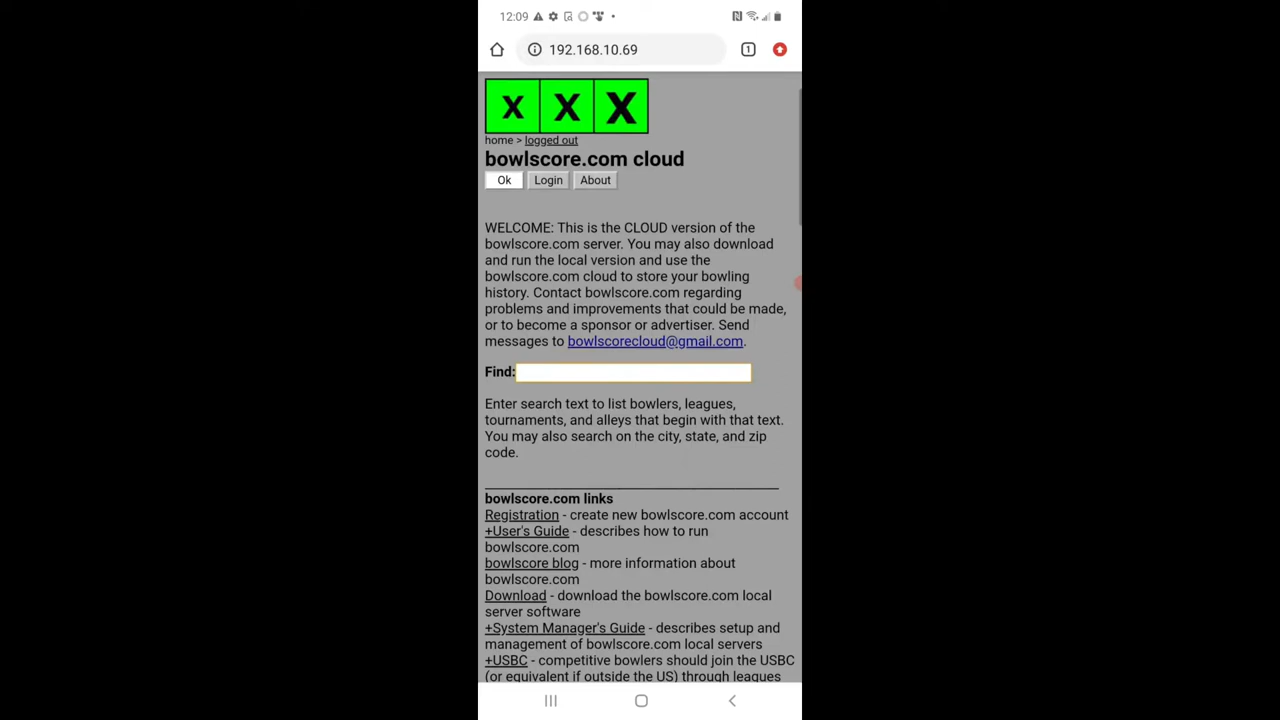 12:09
192.168.10.69
1
X X X
home > logged out
bowlscore.com cloud
Ok Login About
WELCOME: This is the CLOUD version of the
bowlscore.com server. You may also download
and run the local version and use the
bowlscore.com cloud to store your bowling
history. Contact bowlscore.com regarding
problems and improvements that could be made,
or to become a sponsor or advertiser. Send
messages to bowlscorecloud@gmail.com.
Find:
Enter search text to list bowlers, leagues,
tournaments, and alleys that begin with that text.
You may also search on the city, state, and zip
code.
bowlscore.com links
Registration - create new bowlscore.com account
+User's Guide - describes how to run
bowlscore.com
bowlscore blog - more information about
bowlscore.com
Download - download the bowlscore.com local
server software
+System Manager's Guide - describes setup and
management of bowlscore.com local servers
+USBC - competitive bowlers should join the USBC
(or equivalent if outside the US) through leagues